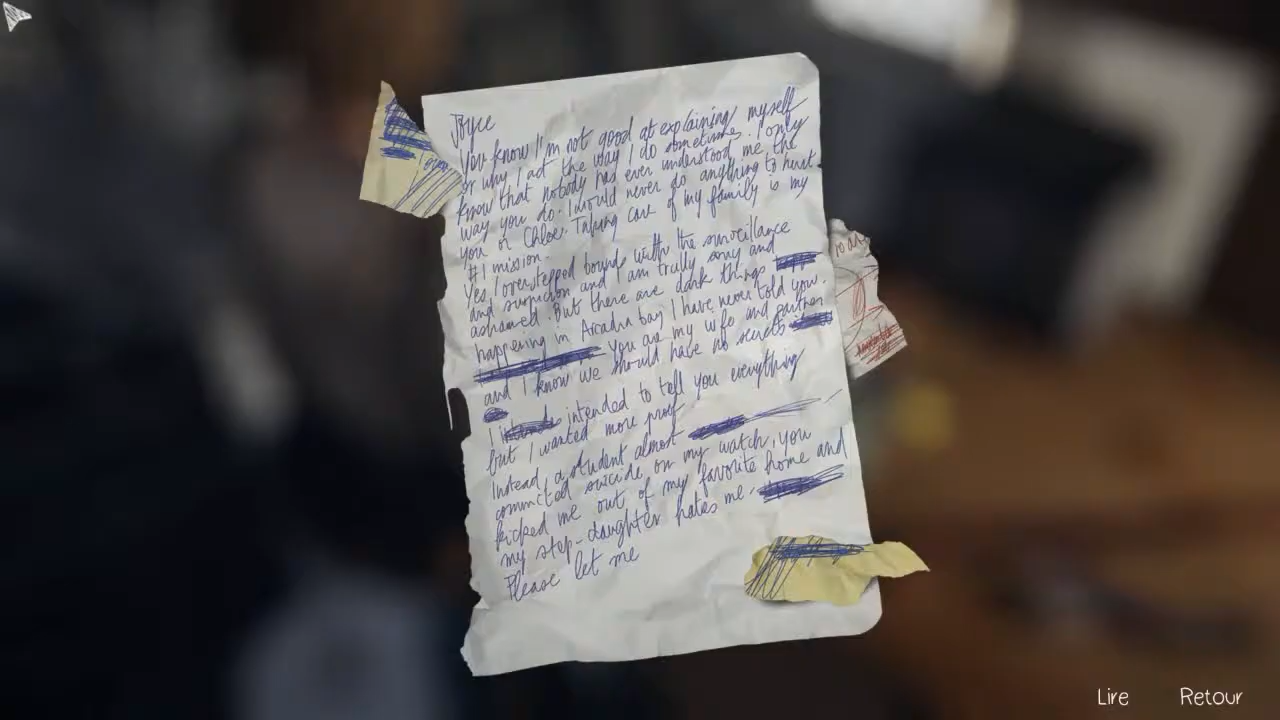 Joyce
You know I'm not good at explaining myself
or why I act the way I do sometimes. I only
know that nobody has ever understood me the
way you do. I would never do anything to hurt
you or Chloe. Taking care of my family is my
#1 mission.
Yes, I overstepped bounds with the surveillance
and suspicion and I am truly sorry and
ashamed. But there are dark things
happening in Arcadia bay I have never told you.
You are my wife and partner
and I know we should have no secrets
I intended to tell you everything
but I wanted more proof
Instead, a student almost
committed suicide on my watch, you
kicked me out of my favorite home and
my step-daughter hates me.
Please let me
Lire
Retour